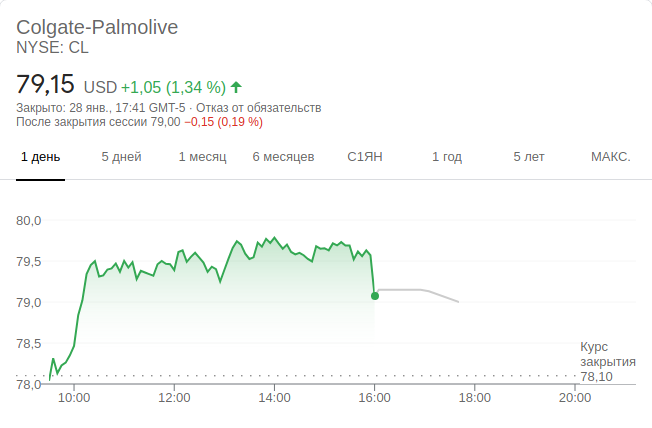 Colgate-Palmolive
NYSE: CL
79,15 USD +1,05 (1,34 %)
Закрыто: 28 янв., 17:41 GMT-5 · Отказ от обязательств
После закрытия сессии 79,00 −0,15 (0,19 %)
1 день 5 дней 1 месяц 6 месяцев С1ЯН 1 год 5 лет МАКС.
80,0
79,5
79,0
78,5
78,0
Курс
закрытия
78,10
10:00 12:00 14:00 16:00 18:00 20:00